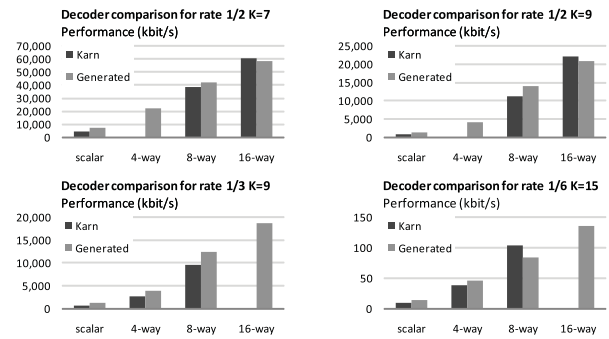 Decoder comparison for rate 1/2 K=7
Performance (kbit/s)
70,000
60,000
50,000
40,000
30,000
20,000
10,000
0
Karn
Generated
scalar 4-way 8-way 16-way
Decoder comparison for rate 1/2 K=9
Performance (kbit/s)
25,000
20,000
15,000
10,000
5,000
0
Karn
Generated
scalar 4-way 8-way 16-way
Decoder comparison for rate 1/3 K=9
Performance (kbit/s)
20,000
15,000
10,000
5,000
0
Karn
Generated
scalar 4-way 8-way 16-way
Decoder comparison for rate 1/6 K=15
Performance (kbit/s)
150
100
50
0
Karn
Generated
scalar 4-way 8-way 16-way